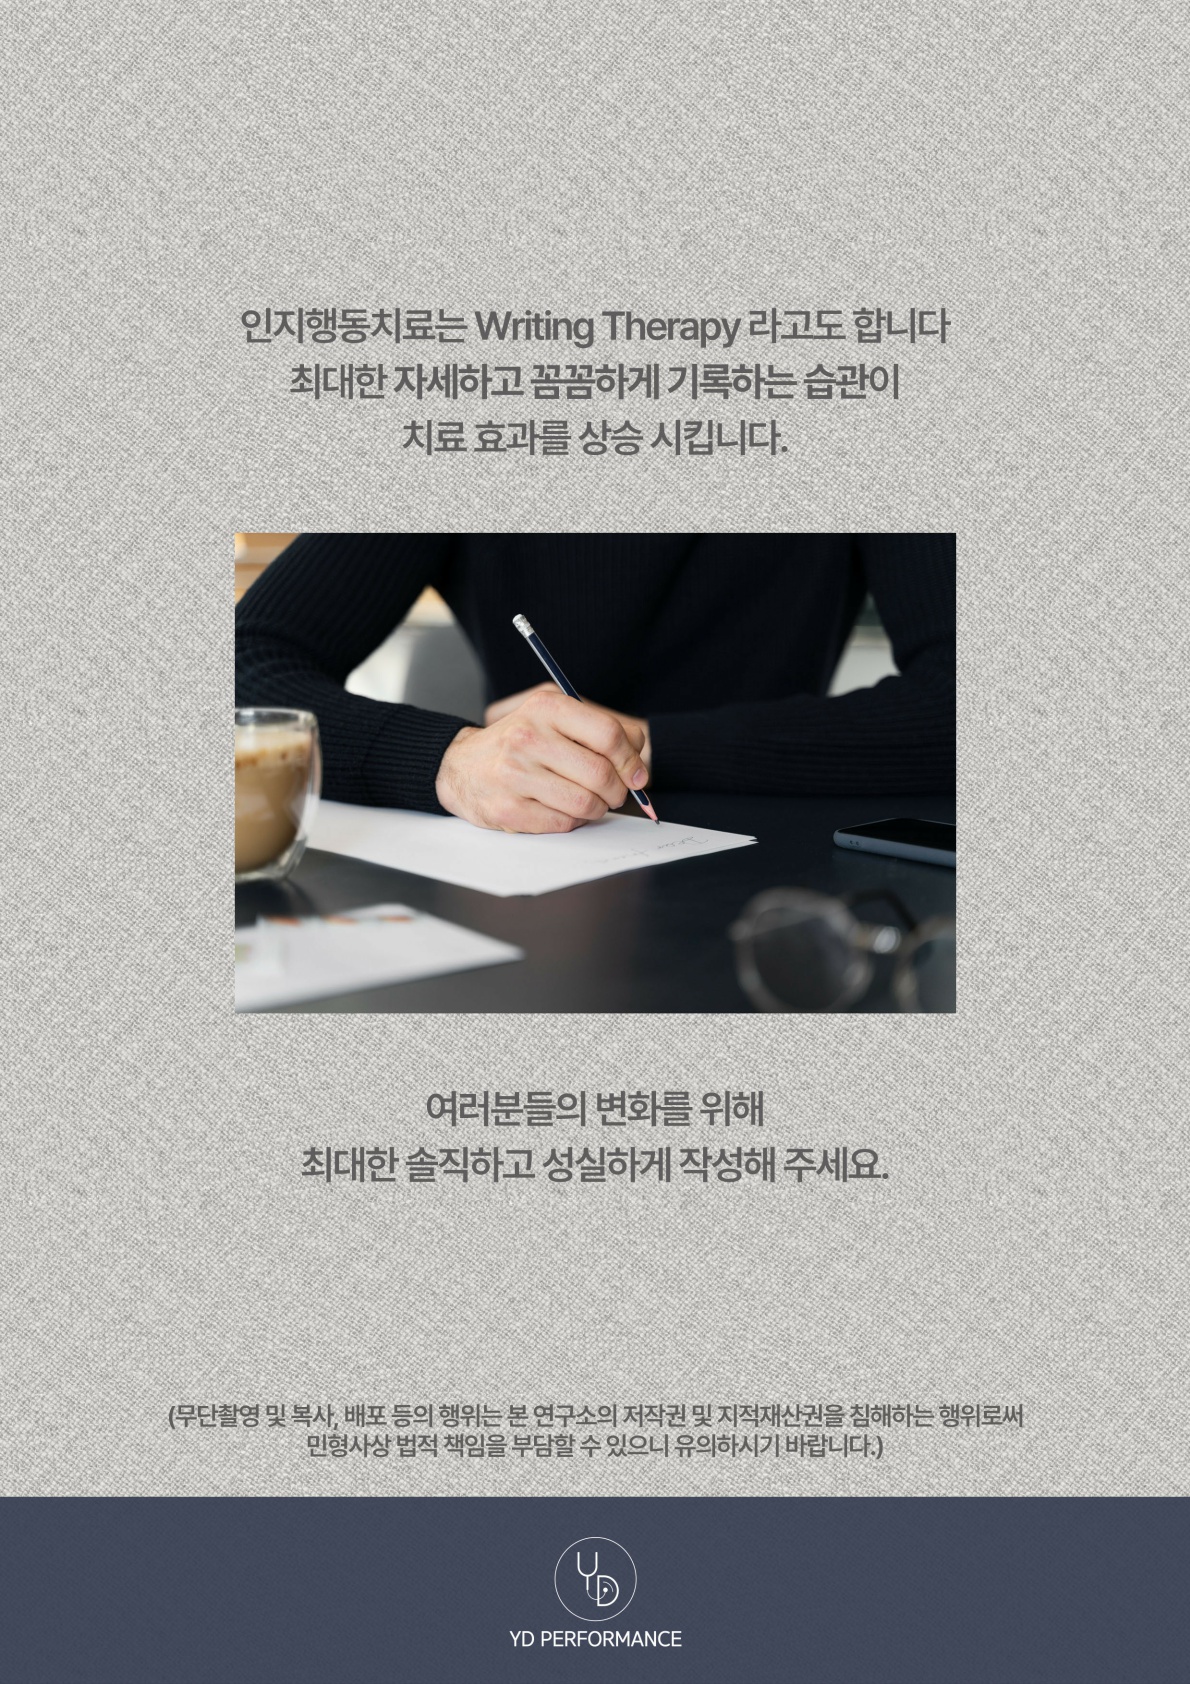 인지행동치료는 Writing Therapy 라고도 합니다
최대한 자세하고 꼼꼼하게 기록하는 습관이
치료 효과를 상승 시킵니다.
여러분들의 변화를 위해
최대한 솔직하고 성실하게 작성해 주세요.
(무단촬영 및 복사, 배포 등의 행위는 본 연구소의 저작권 및 지적재산권을 침해하는 행위로써
민형사상 법적 책임을 부담할 수 있으니 유의하시기 바랍니다.)
YD
YD PERFORMANCE